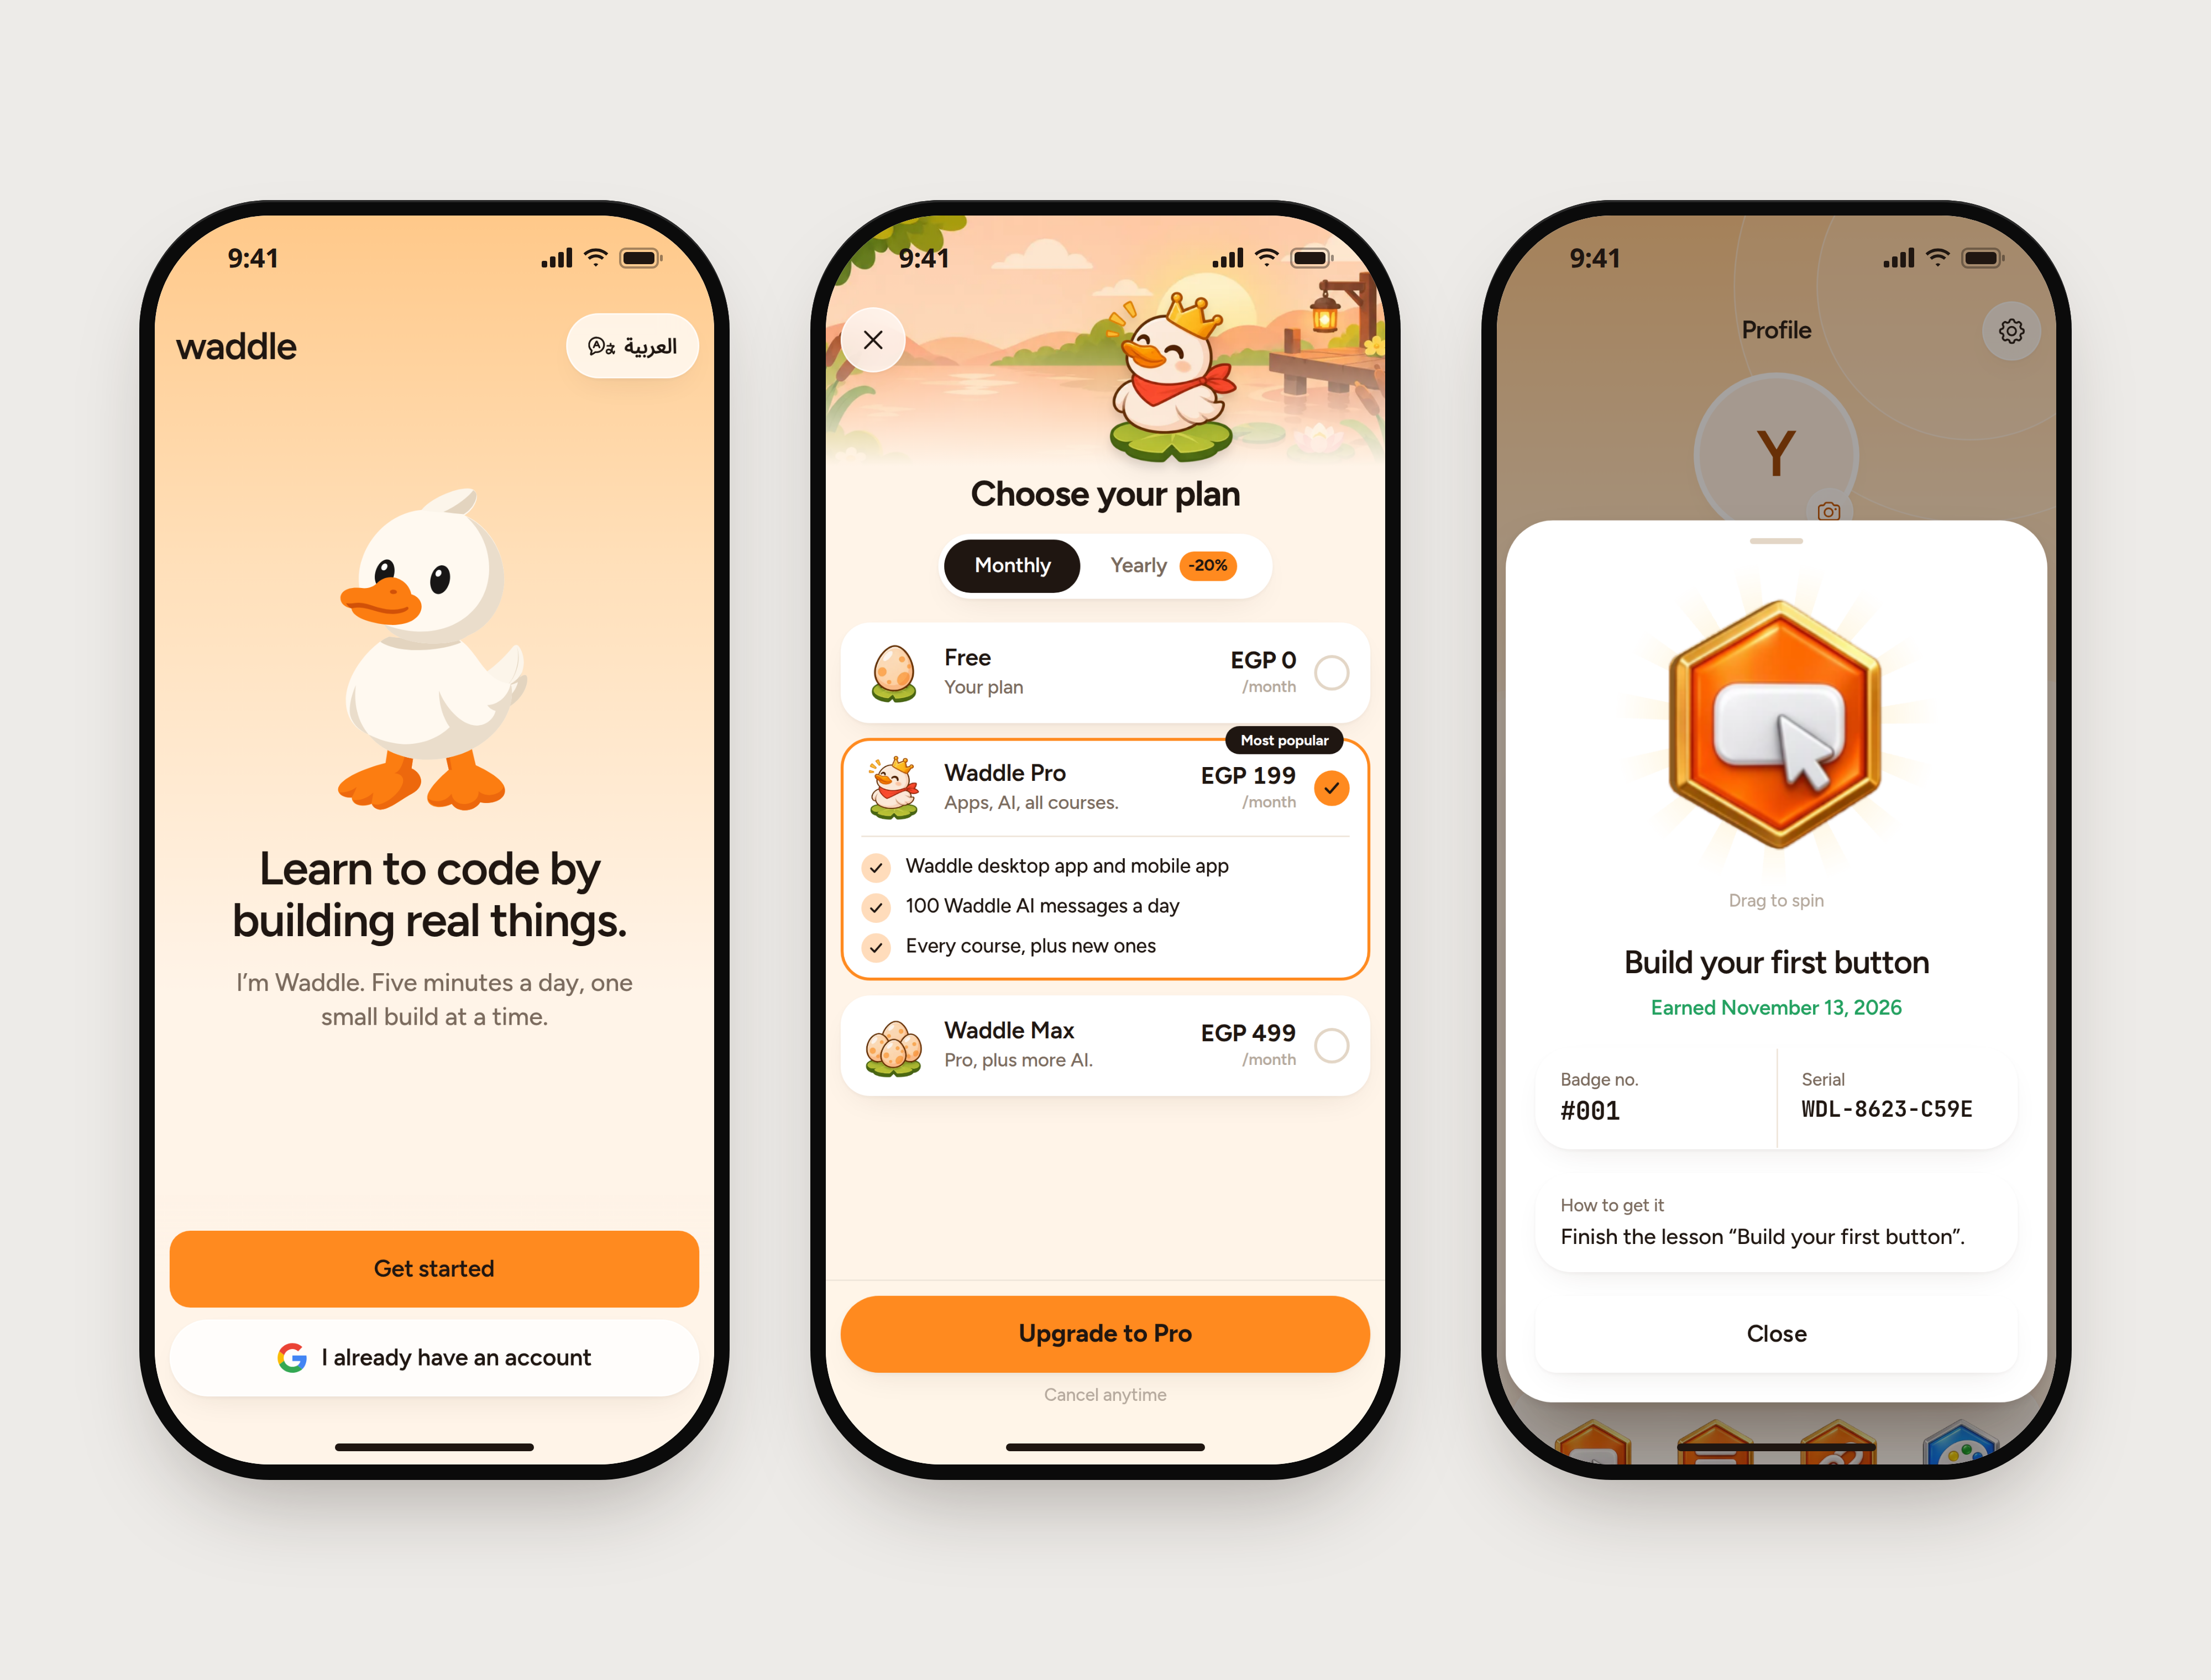 9:41
waddle
العربية
Learn to code by
building real things.
I'm Waddle. Five minutes a day, one
small build at a time.
Get started
I already have an account
9:41
Choose your plan
Monthly
Yearly -20%
Free
Your plan
EGP 0
/month
Most popular
Waddle Pro
Apps, AI, all courses.
EGP 199
/month
Waddle desktop app and mobile app
100 Waddle AI messages a day
Every course, plus new ones
Waddle Max
Pro, plus more AI.
EGP 499
/month
Upgrade to Pro
Cancel anytime
9:41
Profile
Y
Drag to spin
Build your first button
Earned November 13, 2026
Badge no.
#001
Serial
WDL-8623-C59E
How to get it
Finish the lesson “Build your first button”.
Close